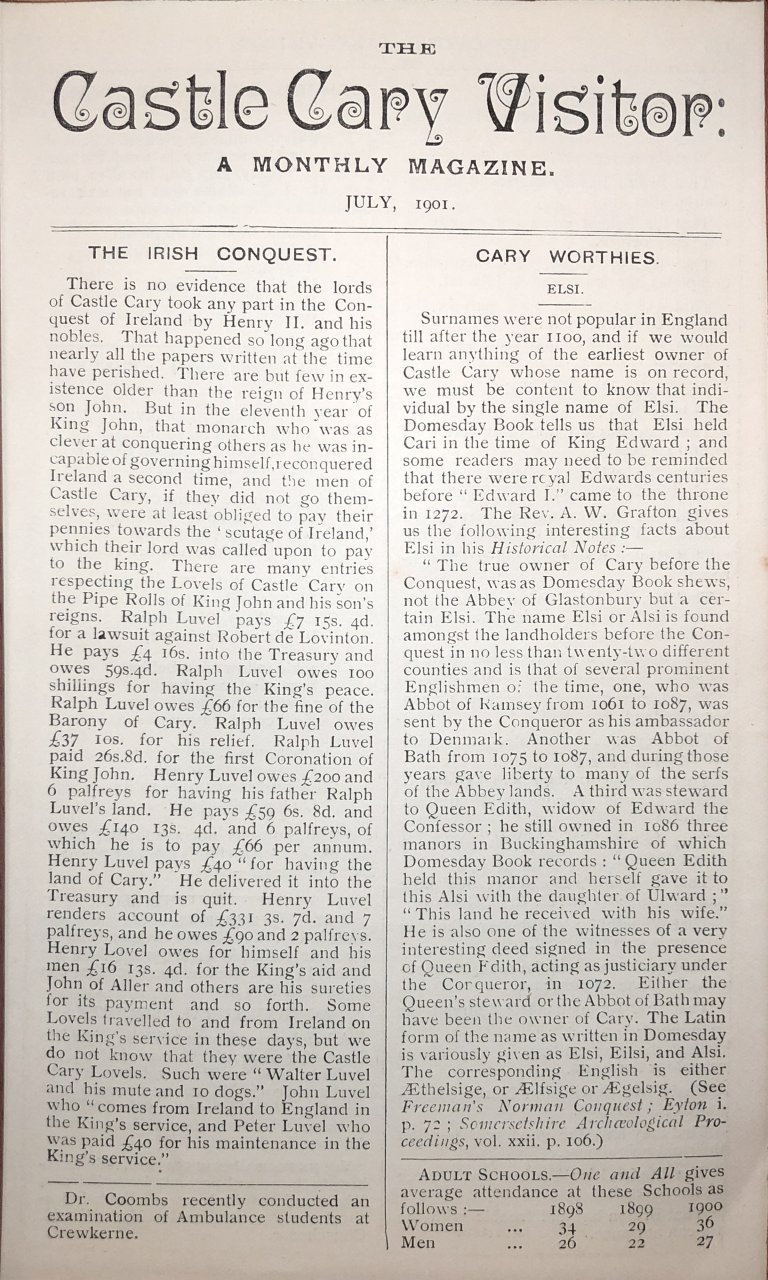 THE
Castle Cary Visitor:
A MONTHLY MAGAZINE.
JULY, 1901.
THE IRISH CONQUEST.
There is no evidence that the lords
of Castle Cary took any part in the Con-
quest of Ireland by Henry II. and his
nobles. That happened so long ago that
nearly all the papers written at the time
have perished. There are but few in ex-
istence older than the reign of Henry's
son John. But in the eleventh year of
King John, that monarch who was as
clever at conquering others as he was in-
capable of governing himself, reconquered
Ireland a second time, and the men of
Castle Cary, if they did not go them-
selves, were at least obliged to pay their
pennies towards the ‘scutage of Ireland,’
which their lord was called upon to pay
to the king. There are many entries
respecting the Lovels of Castle Cary on
the Pipe Rolls of King John and his son's
reigns. Ralph Luvel pays £7 15s. 4d.
for a lawsuit against Robert de Lovinton.
He pays £4 16s. into the Treasury and
owes 59s.4d. Ralph Luvel owes 100
shillings for having the King's peace.
Ralph Luvel owes £66 for the fine of the
Barony of Cary. Ralph Luvel owes
£37 10s. for his relief. Ralph Luvel
paid 26s.8d. for the first Coronation of
King John. Henry Luvel owes £200 and
6 palfreys for having his father Ralph
Luvel's land. He pays £59 6s. 8d. and
owes £140 13s. 4d. and 6 palfreys, of
which he is to pay £66 per annum.
Henry Luvel pays £40 “for having the
land of Cary.” He delivered it into the
Treasury and is quit. Henry Luvel
renders account of £331 3s. 7d. and 7
palfreys, and he owes £90 and 2 palfreys.
Henry Lovel owes for himself and his
men £16 13s. 4d. for the King's aid and
John of Aller and others are his sureties
for its payment and so forth. Some
Lovels travelled to and from Ireland on
the King's service in these days, but we
do not know that they were the Castle
Cary Lovels. Such were “Walter Luvel
and his mute and 10 dogs.” John Luvel
who “comes from Ireland to England in
the King's service, and Peter Luvel who
was paid £40 for his maintenance in the
King's service.”
Dr. Coombs recently conducted an
examination of Ambulance students at
Crewkerne.
CARY WORTHIES.
ELSI.
Surnames were not popular in England
till after the year 1100, and if we would
learn anything of the earliest owner of
Castle Cary whose name is on record,
we must be content to know that indi-
vidual by the single name of Elsi. The
Domesday Book tells us that Elsi held
Cari in the time of King Edward; and
some readers may need to be reminded
that there were royal Edwards centuries
before “Edward I.” came to the throne
in 1272. The Rev. A. W. Grafton gives
us the following interesting facts about
Elsi in his Historical Notes:—
“The true owner of Cary before the
Conquest, was as Domesday Book shews,
not the Abbey of Glastonbury but a cer-
tain Elsi. The name Elsi or Alsi is found
amongst the landholders before the Con-
quest in no less than twenty-two different
counties and is that of several prominent
Englishmen of the time, one, who was
Abbot of Ramsey from 1061 to 1087, was
sent by the Conqueror as his ambassador
to Denmark. Another was Abbot of
Bath from 1075 to 1087, and during those
years gave liberty to many of the serfs
of the Abbey lands. A third was steward
to Queen Edith, widow of Edward the
Confessor; he still owned in 1086 three
manors in Buckinghamshire of which
Domesday Book records: “Queen Edith
held this manor and herself gave it to
this Alsi with the daughter of Ulward;”
“This land he received with his wife.”
He is also one of the witnesses of a very
interesting deed signed in the presence
of Queen Edith, acting as justiciary under
the Conqueror, in 1072. Either the
Queen's steward or the Abbot of Bath may
have been the owner of Cary. The Latin
form of the name as written in Domesday
is variously given as Elsi, Eilsi, and Alsi.
The corresponding English is either
Æthelsige, or Ælfsige or Ægelsig. (See
Freeman's Norman Conquest; Eyton i.
p. 72; Somersetshire Archæological Pro-
ceedings, vol. xxii. p. 106.)
ADULT SCHOOLS.—One and All gives
average attendance at these Schools as
follows:— 1898 1899 1900
Women ... 34 29 36
Men ... 26 22 27